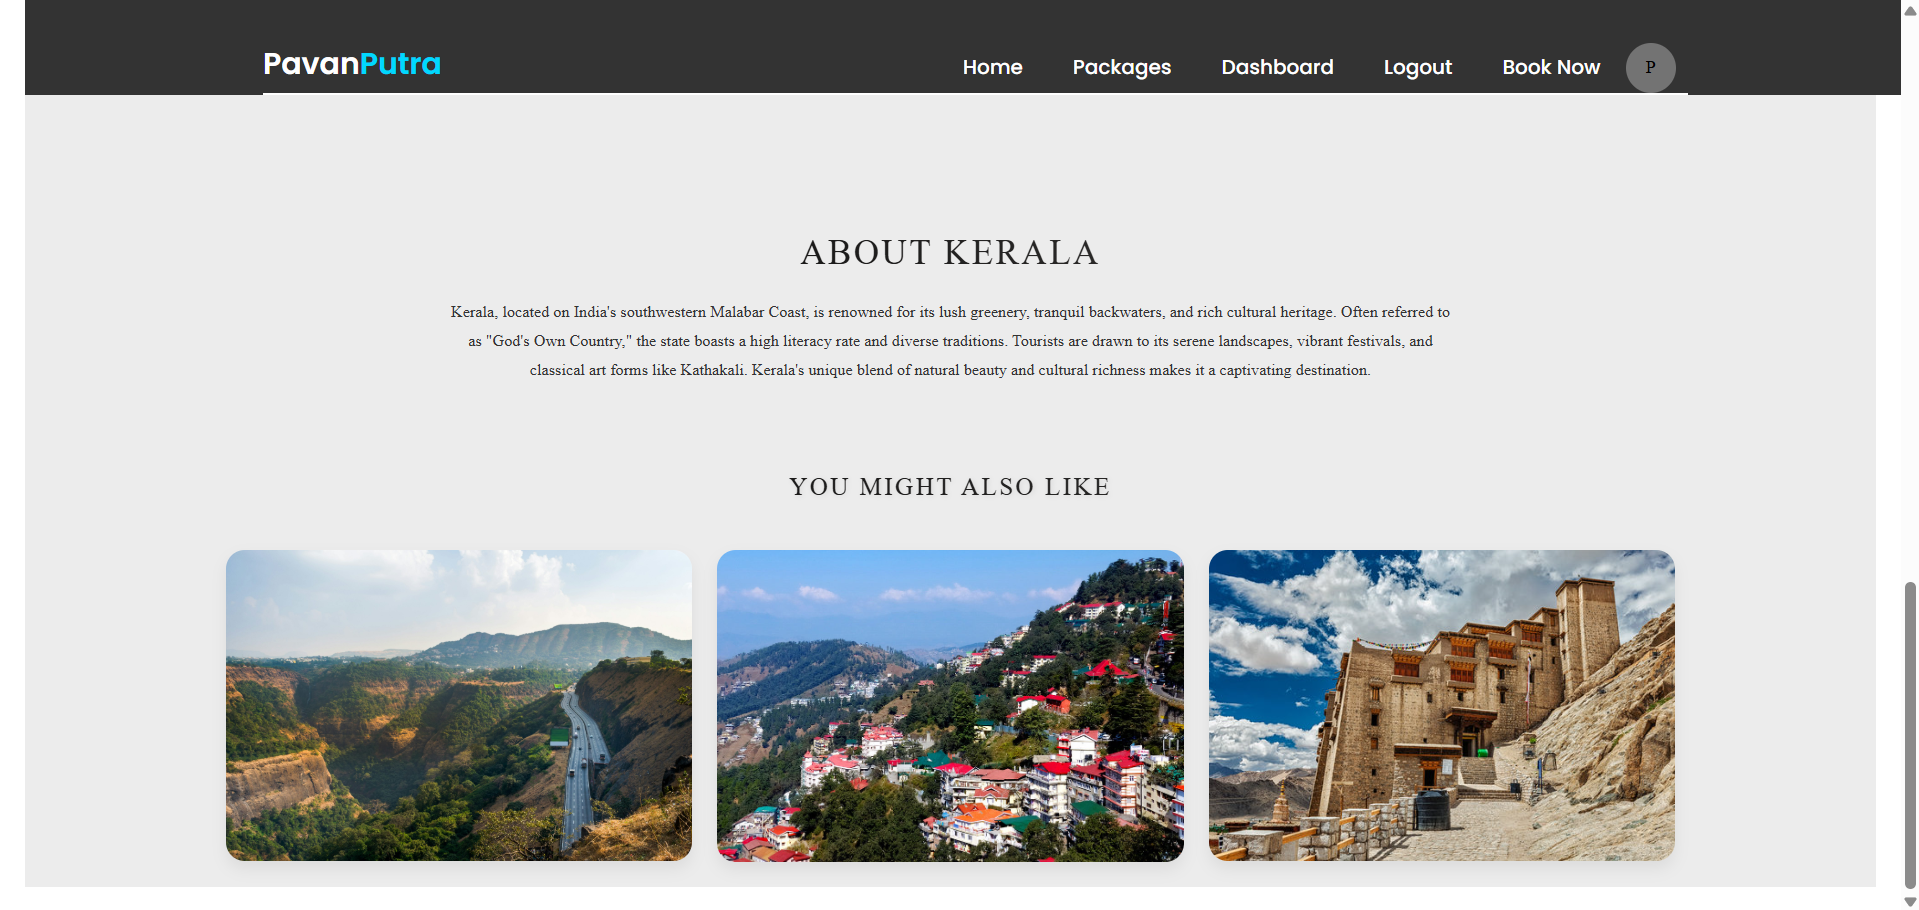 PavanPutra
Home Packages Dashboard Logout Book Now P
ABOUT KERALA
Kerala, located on India's southwestern Malabar Coast, is renowned for its lush greenery, tranquil backwaters, and rich cultural heritage. Often referred to
as "God's Own Country," the state boasts a high literacy rate and diverse traditions. Tourists are drawn to its serene landscapes, vibrant festivals, and
classical art forms like Kathakali. Kerala's unique blend of natural beauty and cultural richness makes it a captivating destination.
YOU MIGHT ALSO LIKE